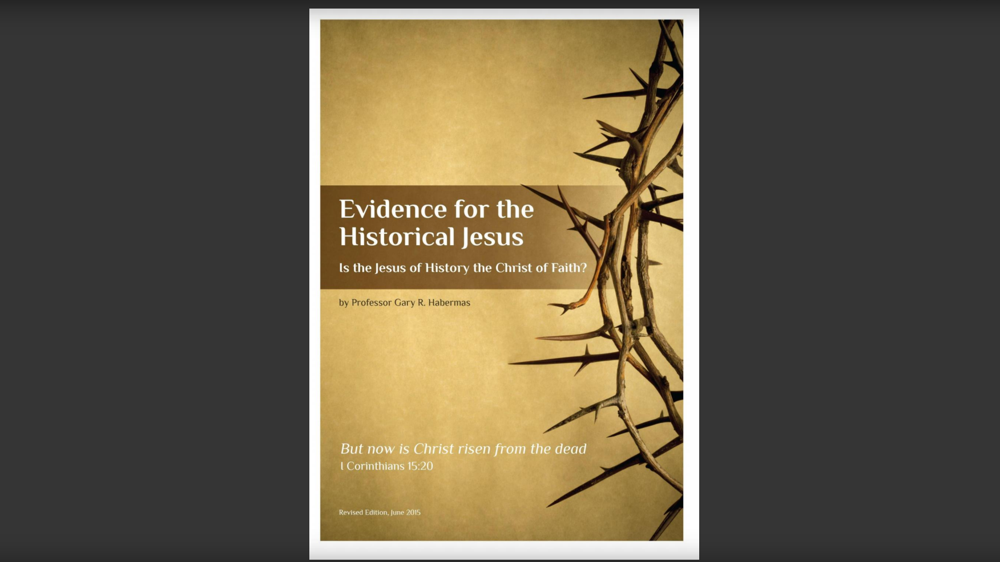 Evidence for the
Historical Jesus
Is the Jesus of History the Christ of Faith?
by Professor Gary R. Habermas
But now is Christ risen from the dead
I Corinthians 15:20
Revised Edition, June 2015